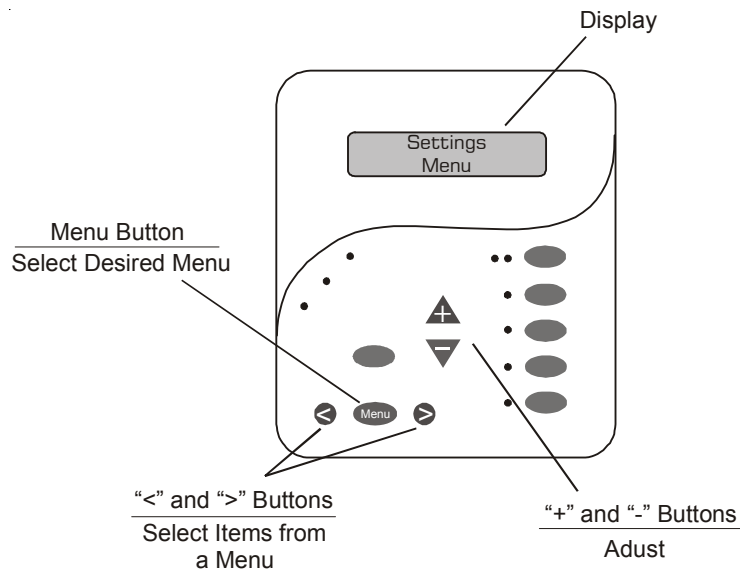 Display
Settings
Menu
Menu Button
Select Desired Menu
+
-
< Menu >
“<” and “>” Buttons
Select Items from
a Menu
“+” and “-” Buttons
Adust